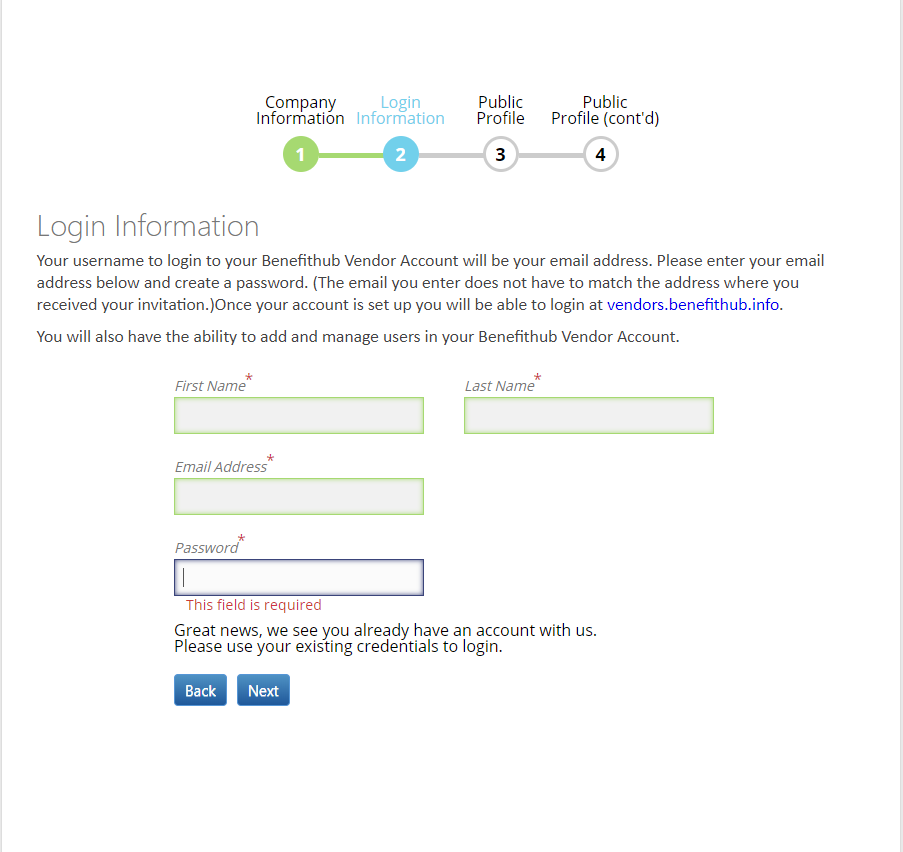 Company Information
Login Information
Public Profile
Public Profile (cont'd)
1
2
3
4
Login Information
Your username to login to your Benefithub Vendor Account will be your email address. Please enter your email
address below and create a password. (The email you enter does not have to match the address where you
received your invitation.)Once your account is set up you will be able to login at vendors.benefithub.info.
You will also have the ability to add and manage users in your Benefithub Vendor Account.
First Name*
Last Name*
Email Address*
Password*
This field is required
Great news, we see you already have an account with us.
Please use your existing credentials to login.
Back
Next